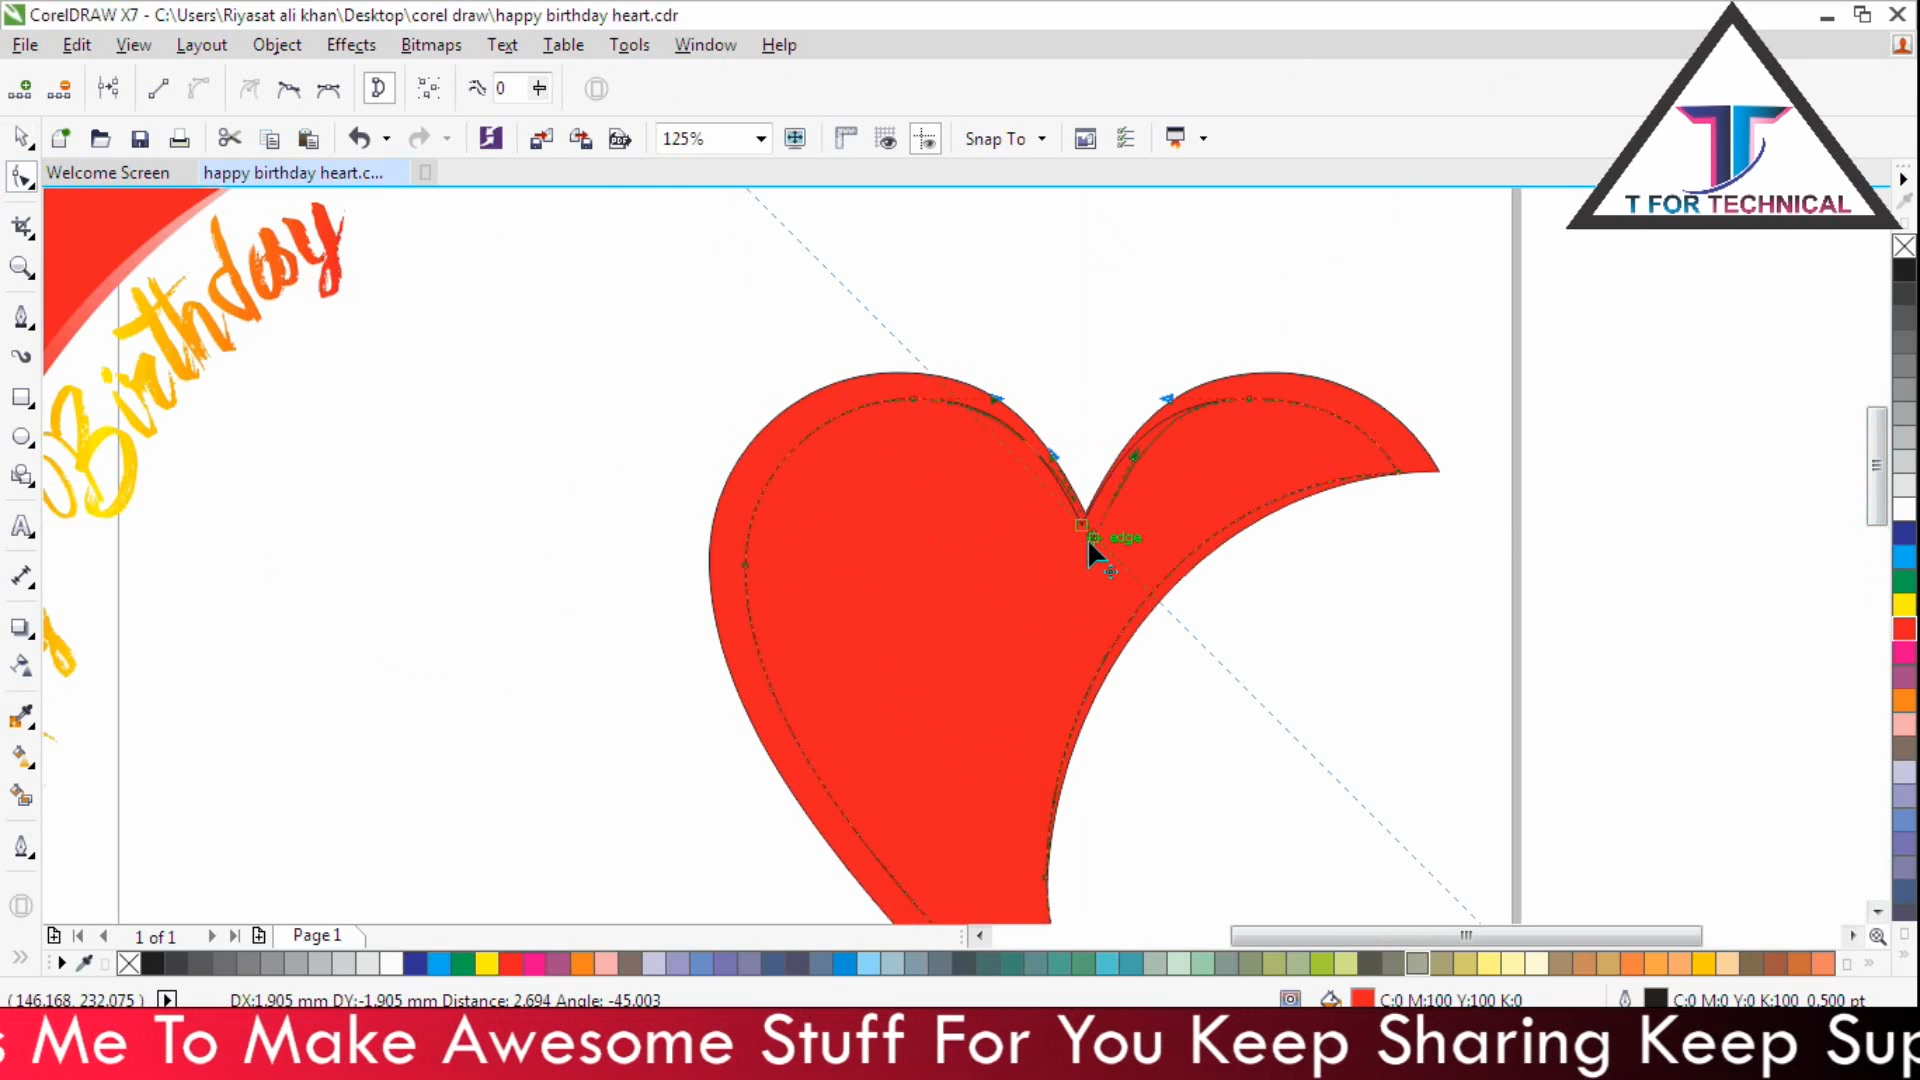 CorelDRAW X7 - C:\Users\Riyasat ali khan\Desktop\corel draw\happy birthday heart.cdr
File Edit View Layout Object Effects Bitmaps Text Table Tools Window Help
0
125%
Snap To
Welcome Screen
happy birthday heart.c...
T FOR TECHNICAL
Birthday
edge
1 of 1
Page 1
(146.168, 232.075 )
DX:1.905 mm DY:-1.905 mm Distance: 2.694 Angle: -45.003
C:0 M:100 Y:100 K:0
C:0 M:0 Y:0 K:100 0.500 pt
s Me To Make Awesome Stuff For You Keep Sharing Keep Sup